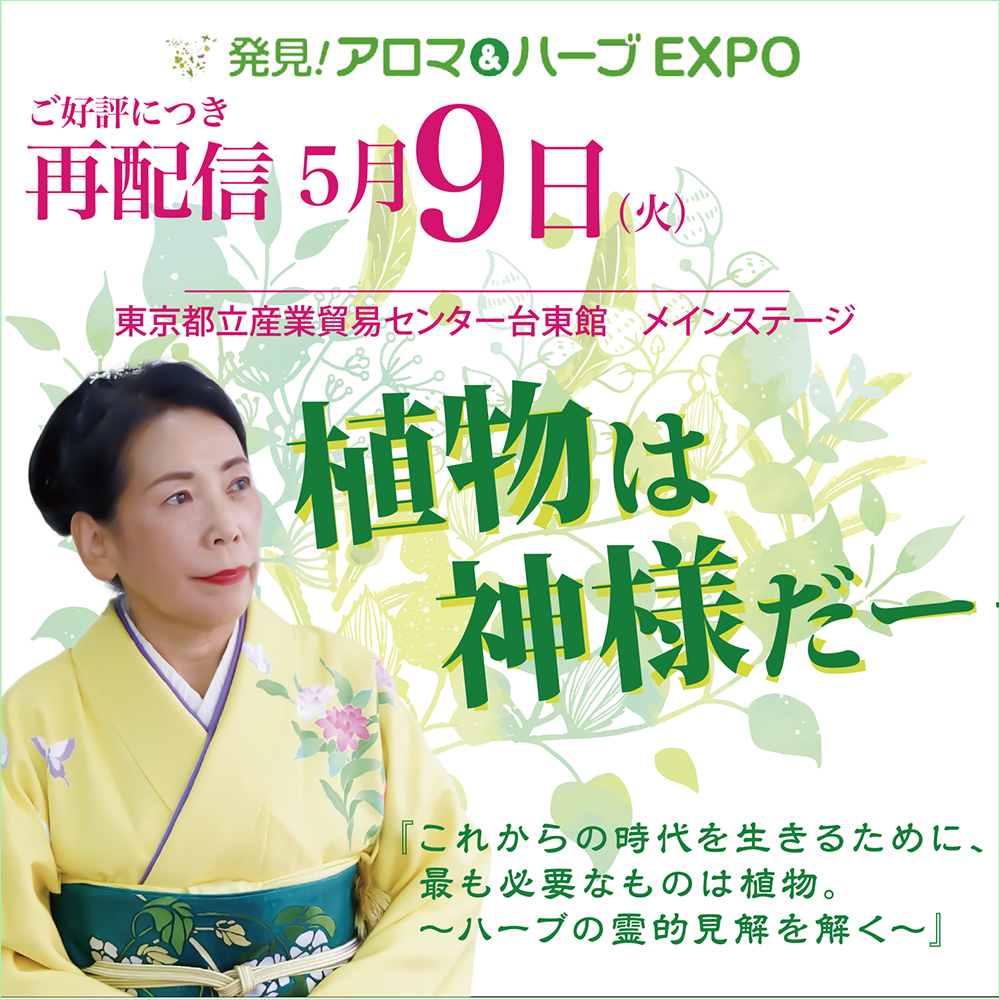 発見!アロマ&ハーブ EXPO
ご好評につき
再配信 5月9日(火)
東京都立産業貿易センター台東館 メインステージ
植物は
神様だー
『これからの時代を生きるために、
最も必要なものは植物。
~ハーブの霊的見解を解く~』